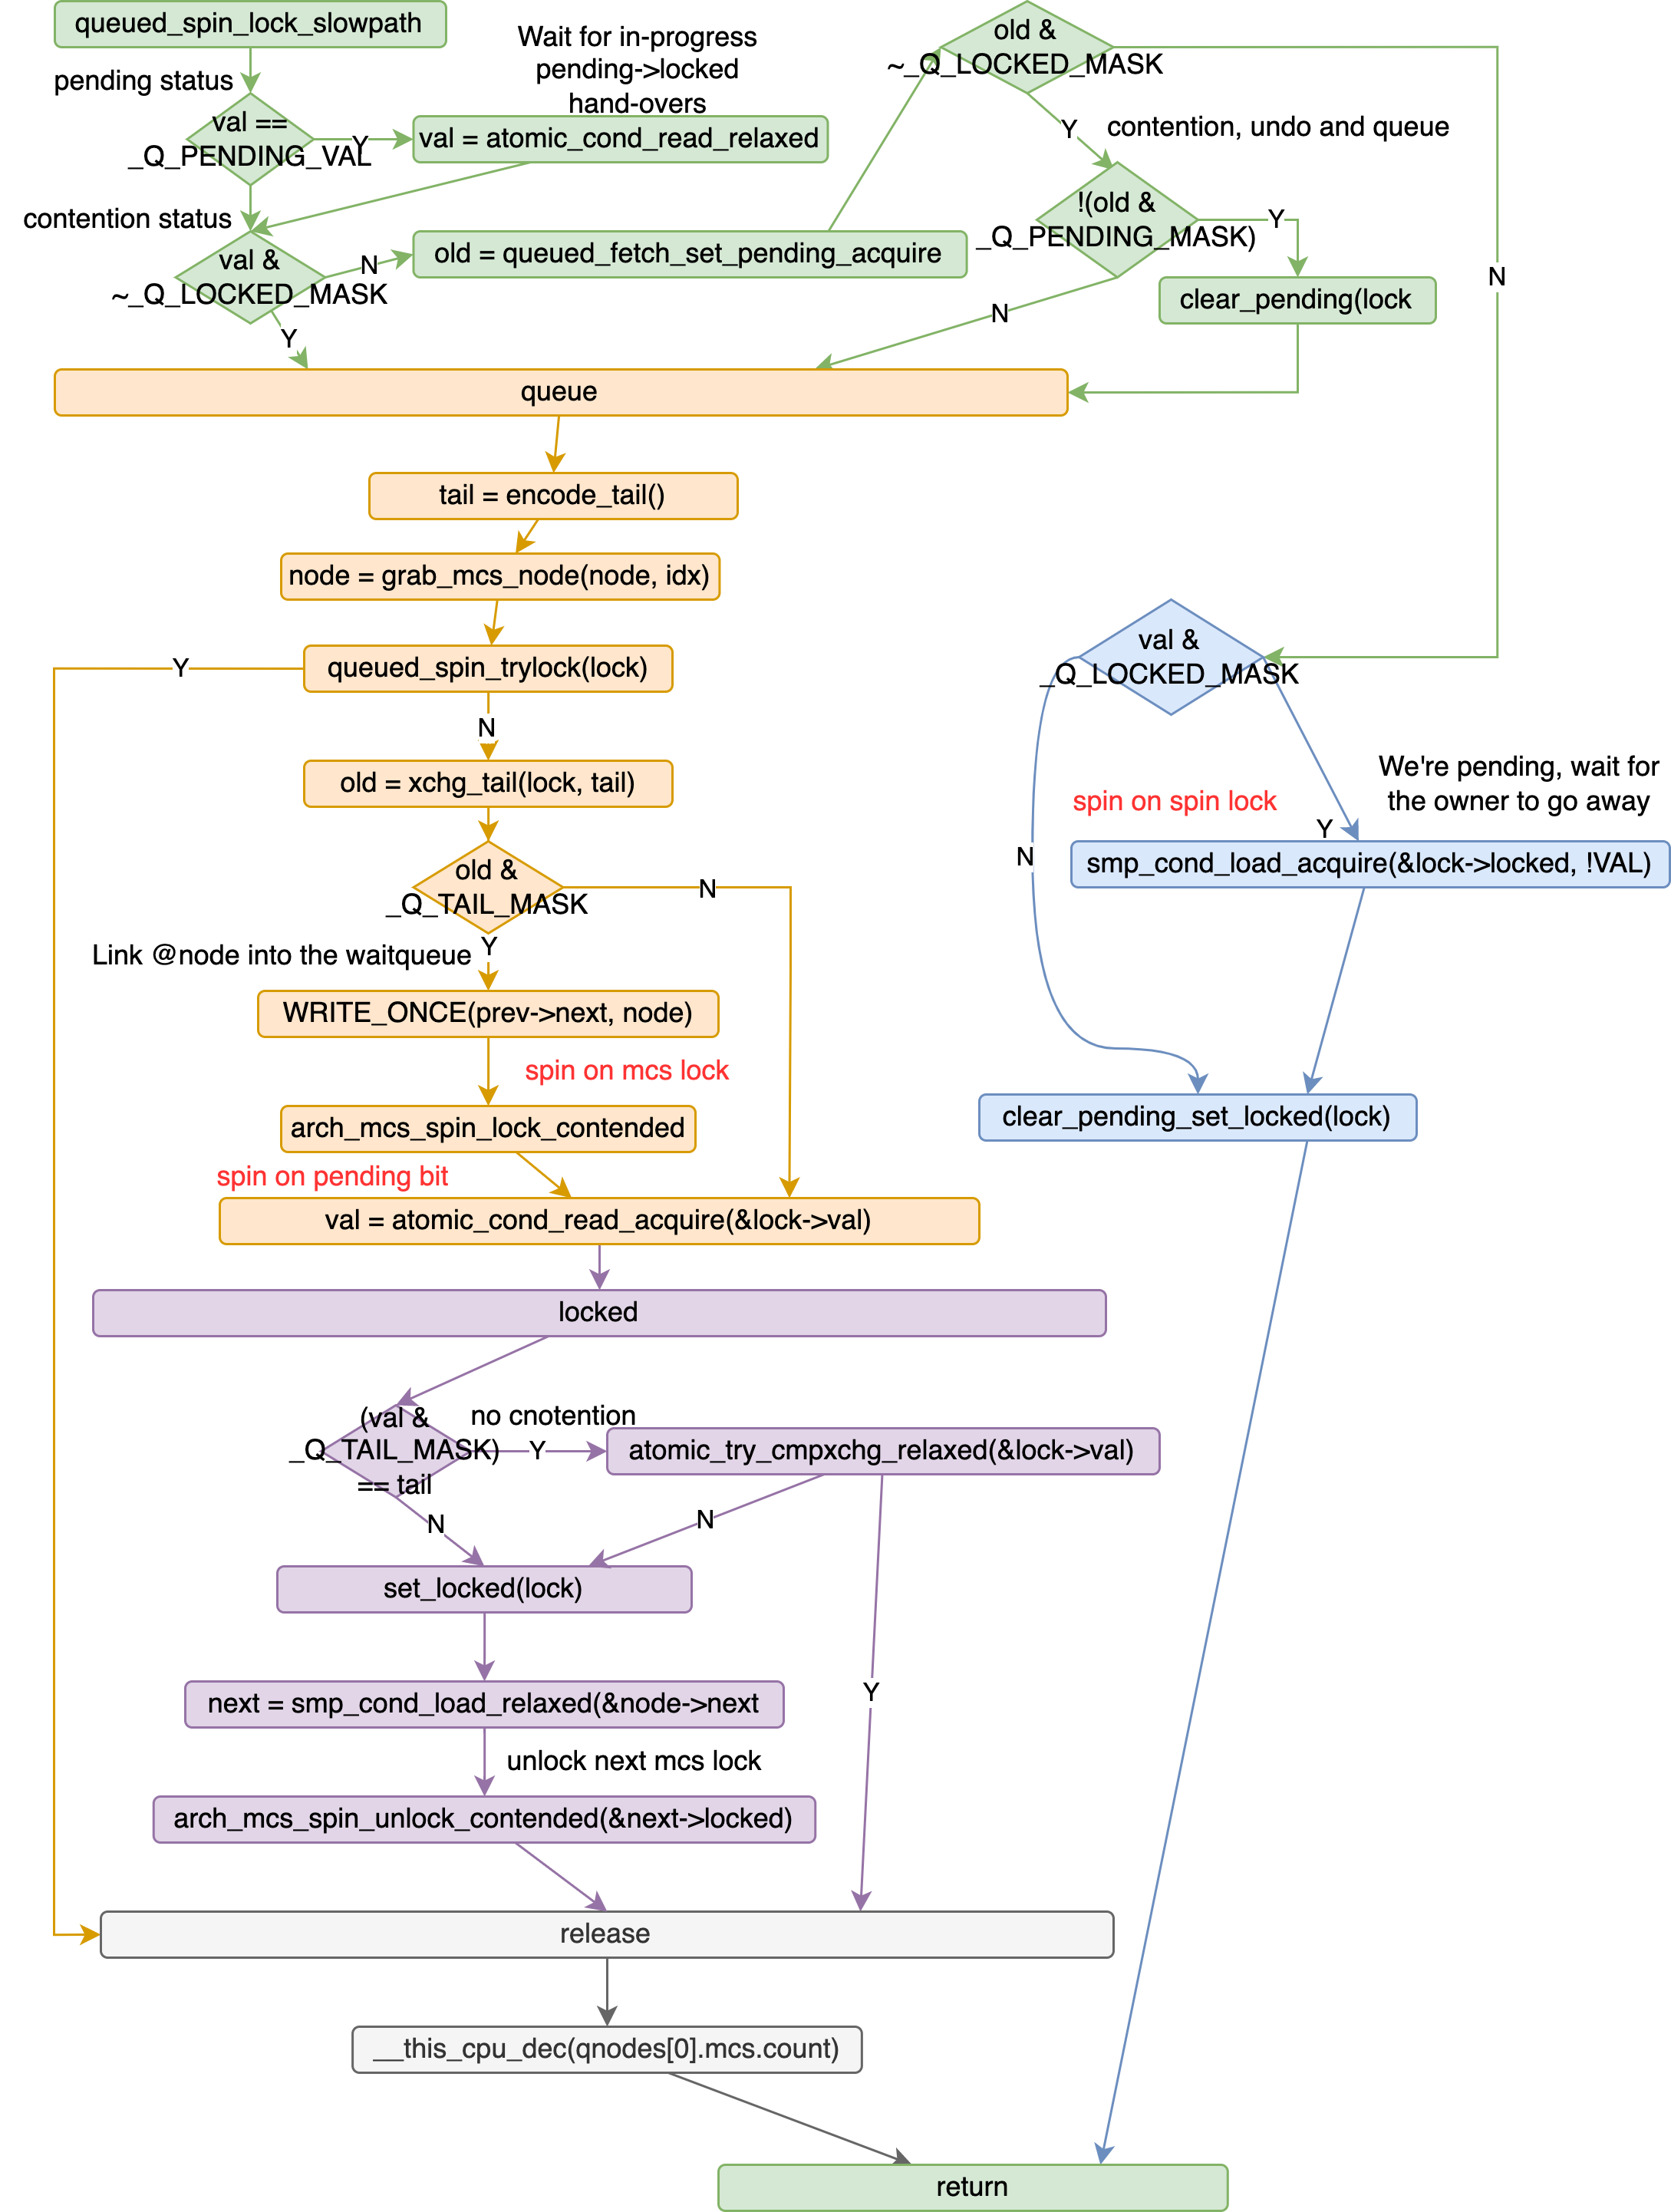 queued_spin_lock_slowpath
pending status
val ==
_Q_PENDING_VAL
Y
Wait for in-progress
pending->locked
hand-overs
val = atomic_cond_read_relaxed
contention status
val &
~_Q_LOCKED_MASK
N
Y
old = queued_fetch_set_pending_acquire
old &
~_Q_LOCKED_MASK
Y
contention, undo and queue
N
!(old &
_Q_PENDING_MASK)
Y
N
clear_pending(lock
queue
tail = encode_tail()
node = grab_mcs_node(node, idx)
queued_spin_trylock(lock)
Y
N
old = xchg_tail(lock, tail)
old &
_Q_TAIL_MASK
N
Y
Link @node into the waitqueue
WRITE_ONCE(prev->next, node)
spin on mcs lock
arch_mcs_spin_lock_contended
spin on pending bit
val = atomic_cond_read_acquire(&lock->val)
val &
_Q_LOCKED_MASK
We're pending, wait for
the owner to go away
spin on spin lock
Y
N
smp_cond_load_acquire(&lock->locked, !VAL)
clear_pending_set_locked(lock)
locked
(val &
_Q_TAIL_MASK)
== tail
no cnotention
Y
atomic_try_cmpxchg_relaxed(&lock->val)
N
N
set_locked(lock)
Y
next = smp_cond_load_relaxed(&node->next
unlock next mcs lock
arch_mcs_spin_unlock_contended(&next->locked)
release
__this_cpu_dec(qnodes[0].mcs.count)
return